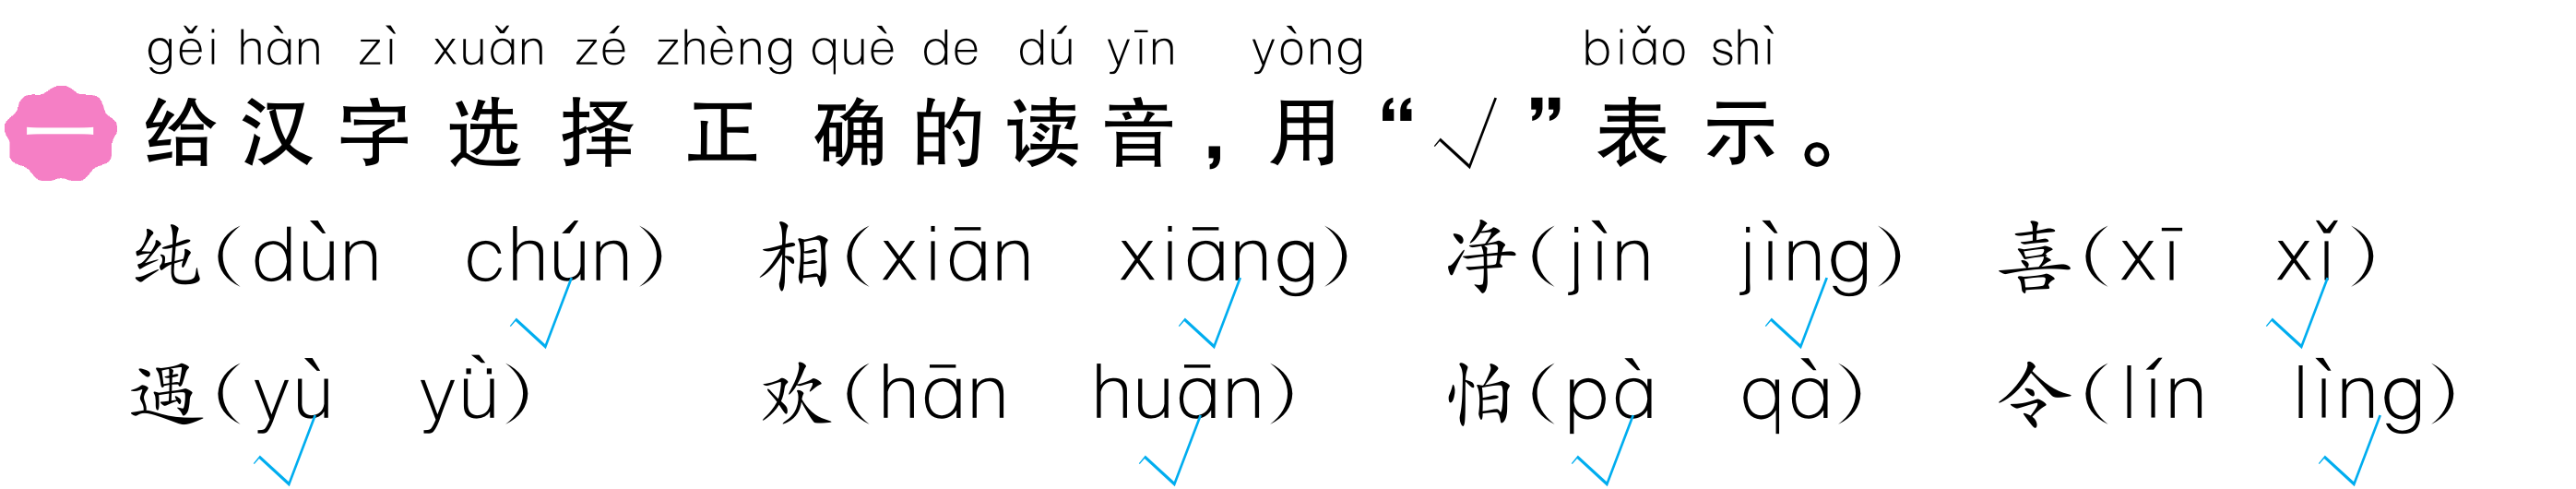 gěi hàn zì xuǎn zé zhèng què de dú yīn yòng biǎo shì
一 给汉字选择正确的读音，用“√”表示。
纯（dùn chún） 相（xiān xiāng） 净（jìn jìng） 喜（xī xǐ）
√ √ √ √
遇（yù yǜ） 欢（hān huān） 怕（pà qà） 令（lín lìng）
√ √ √ √